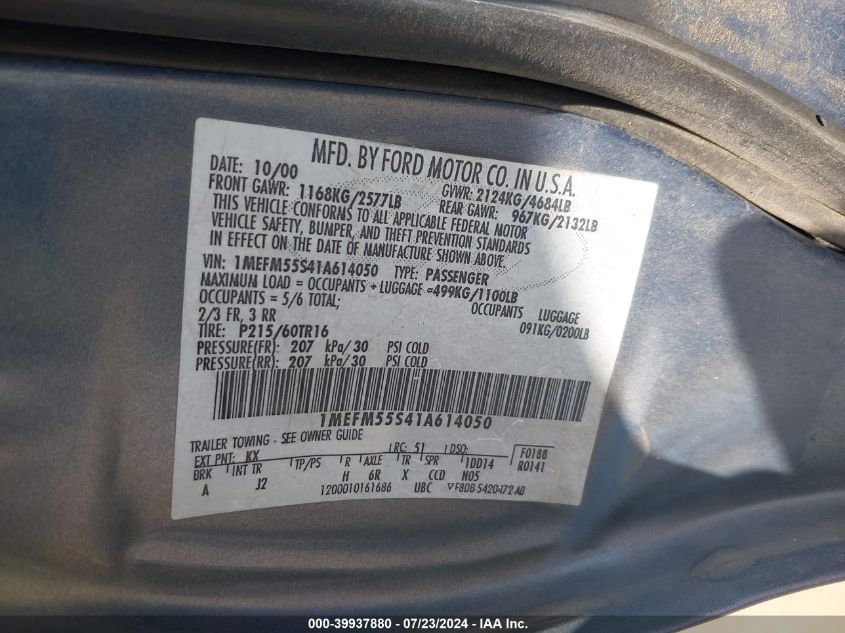 MFD. BY FORD MOTOR CO. IN U.S.A.
DATE: 10/00 GVWR: 2124KG/4684LB
FRONT GAWR: 1168KG/2577LB REAR GAWR: 967KG/2132LB
THIS VEHICLE CONFORMS TO ALL APPLICABLE FEDERAL MOTOR
VEHICLE SAFETY, BUMPER, AND THEFT PREVENTION STANDARDS
IN EFFECT ON THE DATE OF MANUFACTURE SHOWN ABOVE.
VIN: 1MEFM55S41A614050 TYPE: PASSENGER
MAXIMUM LOAD = OCCUPANTS + LUGGAGE =499KG/1100LB
OCCUPANTS = 5/6 TOTAL; OCCUPANTS LUGGAGE
2/3 FR, 3 RR 091KG/0200LB
TIRE: P215/60TR16
PRESSURE(FR): 207 kPa/30 PSI COLD
PRESSURE(RR): 207 kPa/30 PSI COLD
1MEFM55S41A614050
TRAILER TOWING - SEE OWNER GUIDE
EXT PNT: KX RC: 51 DSO: F0188
BRK INT TR TP/PS R AXLE TR SPR 1DD14 R0141
A J2 H 6R X CCD N05
1200010161686 UBC F8DB-5420472-AB
000-39937880 - 07/23/2024 - IAA Inc.